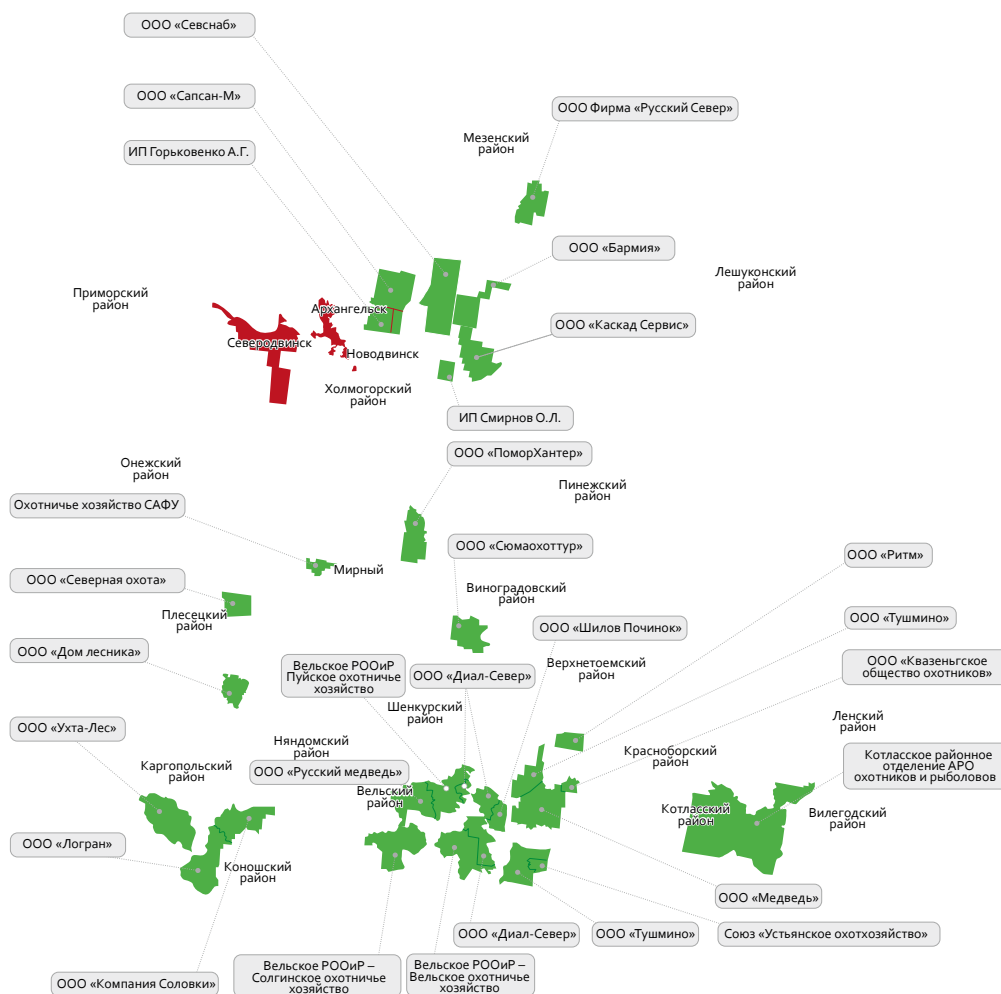 ООО «Севснаб»
ООО «Сапсан-М»
ООО Фирма «Русский Север»
Мезенский
район
ИП Горьковенко А.Г.
ООО «Бармия»
Лешуконский
район
Приморский
район
Архангельск
ООО «Каскад Сервис»
Северодвинск
Новодвинск
Холмогорский
район
ИП Смирнов О.Л.
ООО «ПоморХантер»
Онежский
район
Пинежский
район
Охотничье хозяйство САФУ
ООО «Сюмаохоттур»
ООО «Ритм»
Мирный
ООО «Северная охота»
Виноградовский
район
Плесецкий
район
ООО «Шилов Починок»
ООО «Тушмино»
ООО «Дом лесника»
Вельское РООиР
Пуйское охотничье
хозяйство
ООО «Диал-Север»
Верхнетоемский
район
ООО «Квазеньгское
общество охотников»
Шенкурский
район
ООО «Ухта-Лес»
Няндомский
район
Ленский
район
Красноборский
район
Каргопольский
район
ООО «Русский медведь»
Котласское районное
отделение АРО
охотников и рыболовов
Вельский
район
Котласский
район
Вилегодский
район
ООО «Логран»
Коношский
район
ООО «Медведь»
ООО «Диал-Север»
ООО «Тушмино»
Союз «Устьянское охотхозяйство»
ООО «Компания Соловки»
Вельское РООиР –
Солгинское охотничье
хозяйство
Вельское РООиР –
Вельское охотничье
хозяйство